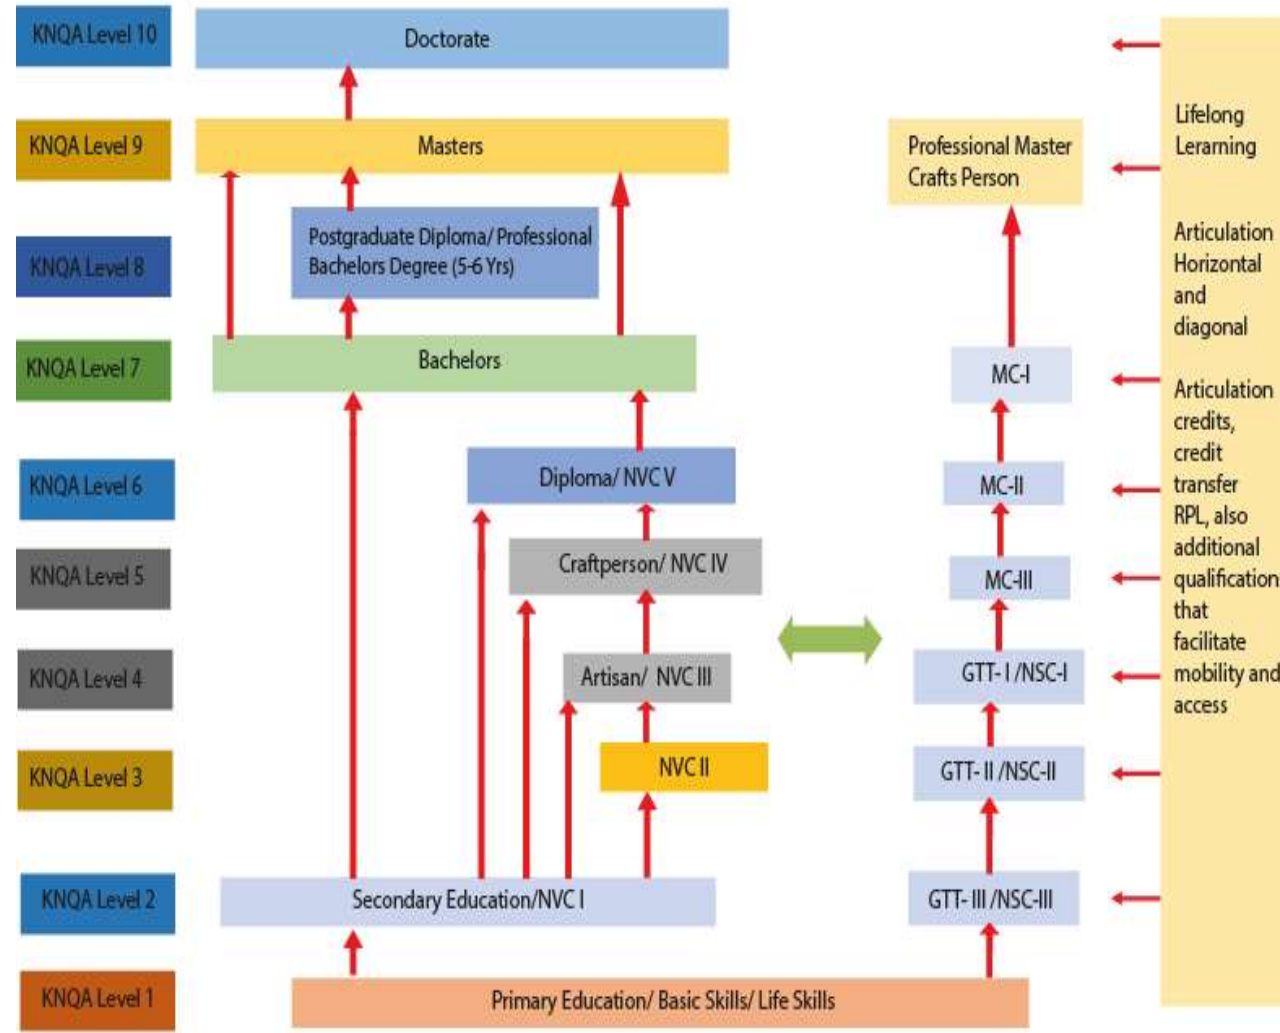 KNQA Level 10
Doctorate
KNQA Level 9
Masters
Professional Master
Crafts Person
KNQA Level 8
Postgraduate Diploma/ Professional
Bachelors Degree (5-6 Yrs)
KNQA Level 7
Bachelors
MC-I
KNQA Level 6
Diploma/ NVC V
MC-II
KNQA Level 5
Craftperson/ NVC IV
MC-III
KNQA Level 4
Artisan/ NVC III
GTT- I /NSC-I
KNQA Level 3
NVC II
GTT- II /NSC-II
KNQA Level 2
Secondary Education/NVC I
GTT- III /NSC-III
KNQA Level 1
Primary Education/ Basic Skills/ Life Skills
Lifelong
Lerarning
Articulation
Horizontal
and
diagonal
Articulation
credits,
credit
transfer
RPL, also
additional
qualification
that
facilitate
mobility and
access